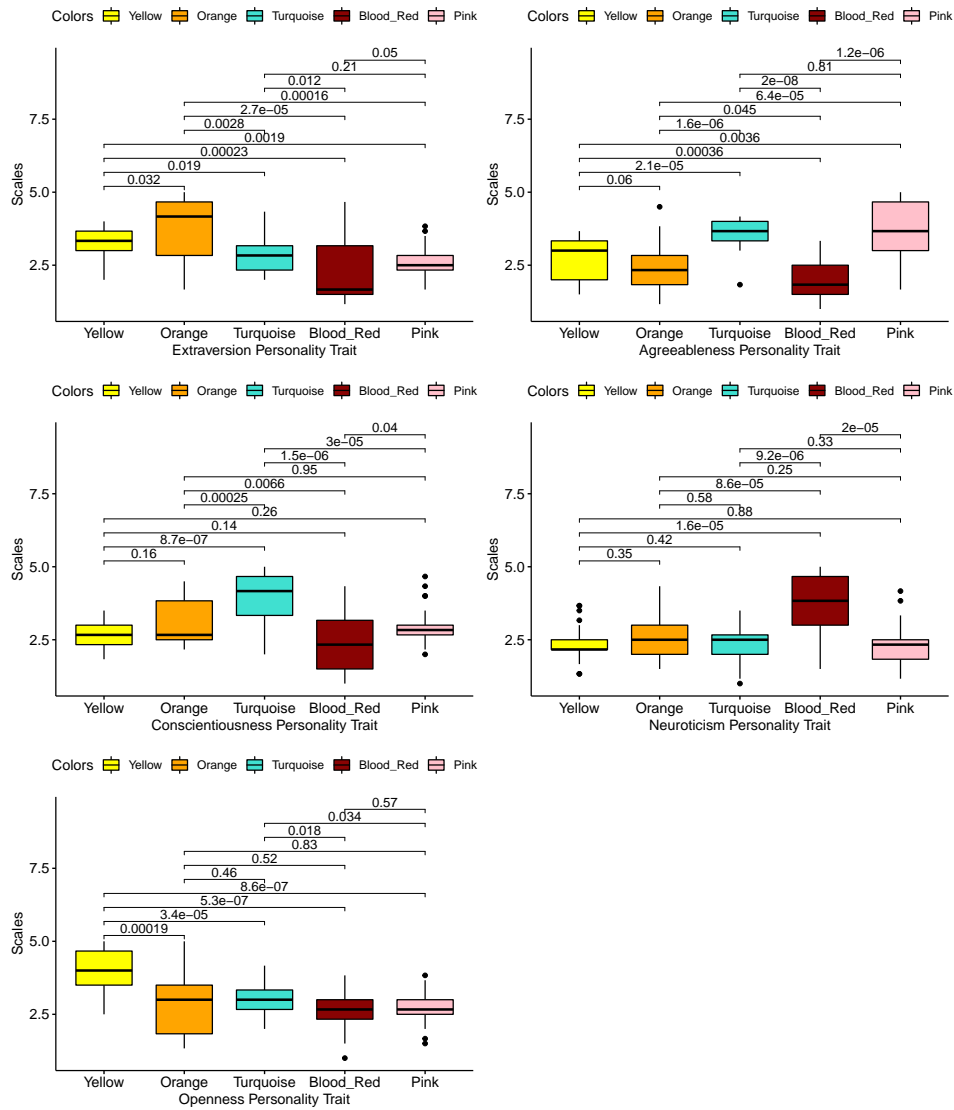 Colors Yellow Orange Turquoise Blood_Red Pink
0.05
0.21
0.012
0.00016
2.7e−05
0.0028
0.0019
0.00023
0.019
0.032
7.5
5.0
2.5
Scales
Yellow Orange Turquoise Blood_Red Pink
Extraversion Personality Trait
Colors Yellow Orange Turquoise Blood_Red Pink
1.2e−06
0.81
2e−08
6.4e−05
0.045
1.6e−06
0.0036
0.00036
2.1e−05
0.06
7.5
5.0
2.5
Scales
Yellow Orange Turquoise Blood_Red Pink
Agreeableness Personality Trait
Colors Yellow Orange Turquoise Blood_Red Pink
0.04
3e−05
1.5e−06
0.95
0.0066
0.00025
0.26
0.14
8.7e−07
0.16
7.5
5.0
2.5
Scales
Yellow Orange Turquoise Blood_Red Pink
Conscientiousness Personality Trait
Colors Yellow Orange Turquoise Blood_Red Pink
2e−05
0.33
9.2e−06
0.25
8.6e−05
0.58
0.88
1.6e−05
0.42
0.35
7.5
5.0
2.5
Scales
Yellow Orange Turquoise Blood_Red Pink
Neuroticism Personality Trait
Colors Yellow Orange Turquoise Blood_Red Pink
0.57
0.034
0.018
0.83
0.52
0.46
8.6e−07
5.3e−07
3.4e−05
0.00019
7.5
5.0
2.5
Scales
Yellow Orange Turquoise Blood_Red Pink
Openness Personality Trait